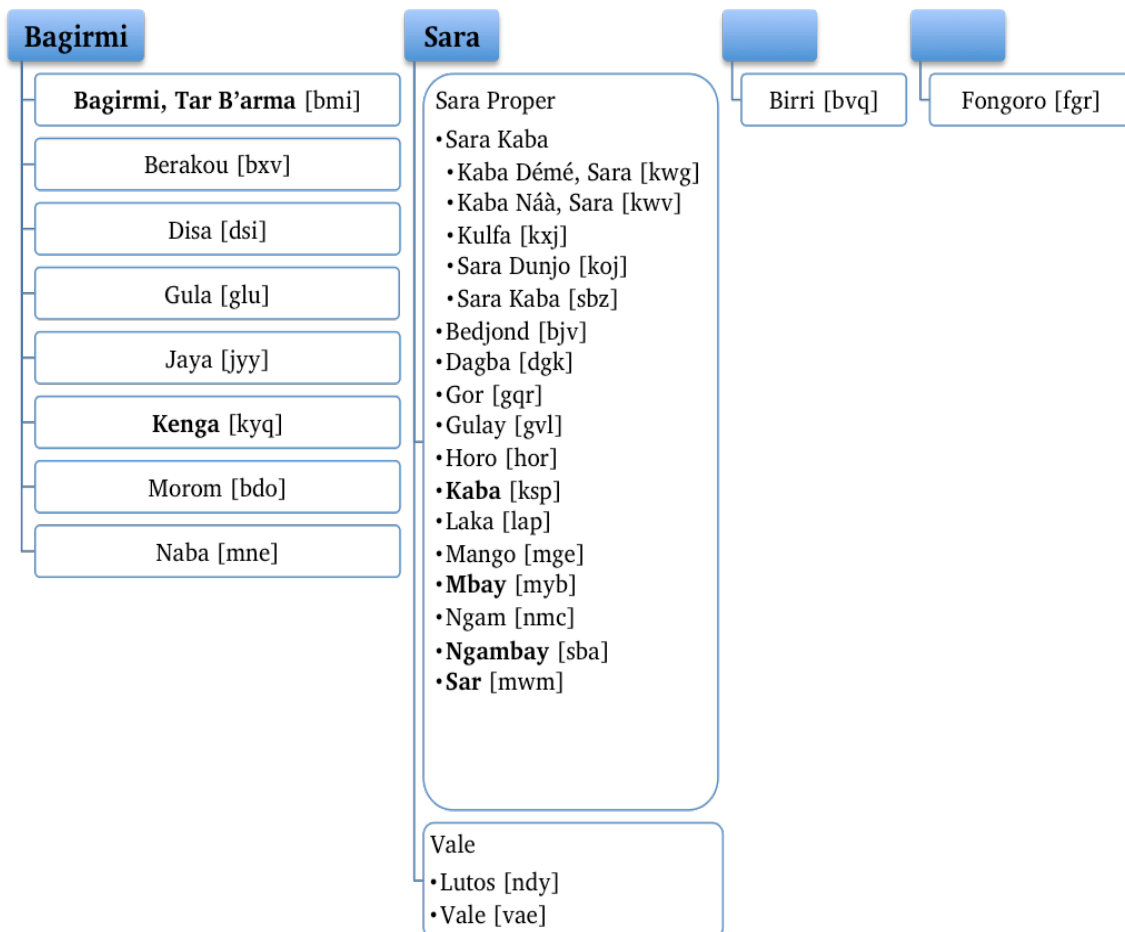 Bagirmi
Bagirmi, Tar B’arma [bmi]
Berakou [bxv]
Disa [dsi]
Gula [glu]
Jaya [jyy]
Kenga [kyq]
Morom [bdo]
Naba [mne]
Sara
Sara Proper
•Sara Kaba
•Kaba Démé, Sara [kwg]
•Kaba Náà, Sara [kwv]
•Kulfa [kxj]
•Sara Dunjo [koj]
•Sara Kaba [sbz]
•Bedjond [bjv]
•Dagba [dgk]
•Gor [gqr]
•Gulay [gvl]
•Horo [hor]
•Kaba [ksp]
•Laka [lap]
•Mango [mge]
•Mbay [myb]
•Ngam [nmc]
•Ngambay [sba]
•Sar [mwm]
Vale
•Lutos [ndy]
•Vale [vae]
Birri [bvq]
Fongoro [fgr]